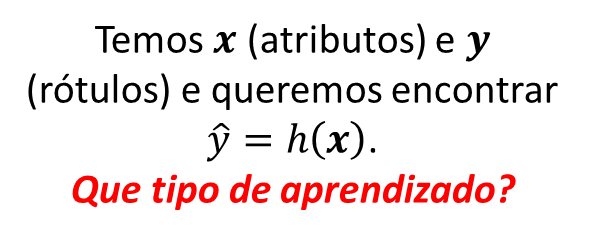 Temos x (atributos) e y
(rótulos) e queremos encontrar
ŷ = h(x).
Que tipo de aprendizado?